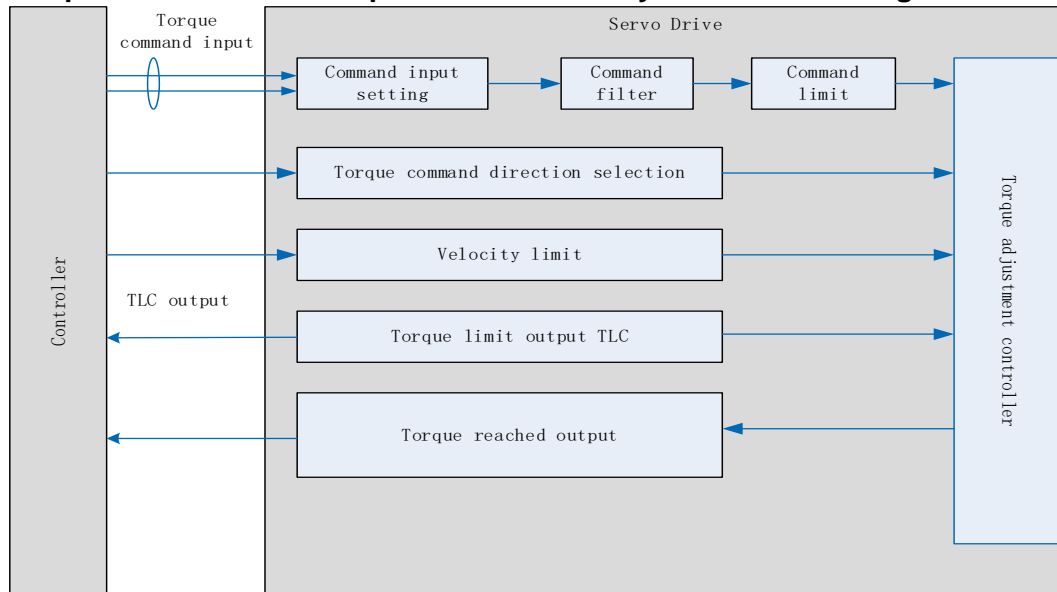 Torque
command input
Servo Drive
Command input
setting
Command
filter
Command
limit
Torque command direction selection
Velocity limit
TLC output
Torque limit output TLC
Torque reached output
Controller
Torque adjustment controller